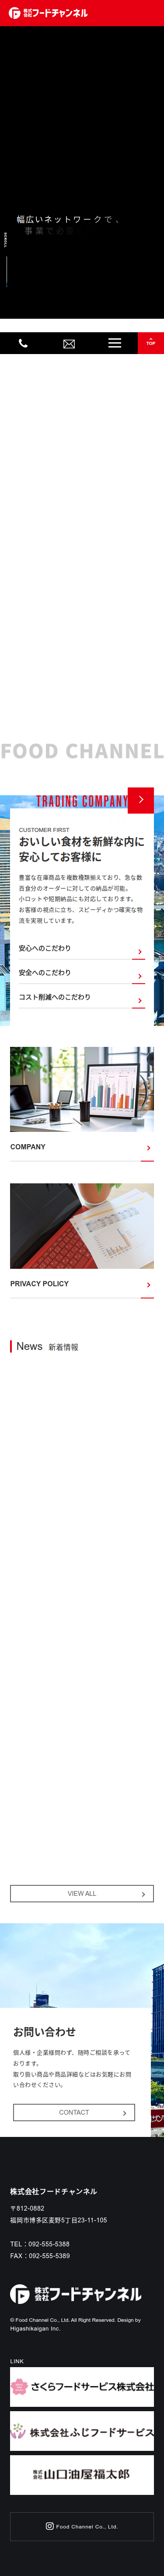 株式会社フードチャンネル
SCROLL
幅広いネットワークで、
事業で必要
TOP
FOOD CHANNEL
TRADING COMPANY
CUSTOMER FIRST
おいしい食材を新鮮な内に
安心してお客様に
豊富な在庫商品を複数種類揃えており、急な数
百食分のオーダーに対しての納品が可能。
小ロットや短期納品にも対応しております。
お客様の視点に立ち、スピーディかつ確実な物
流を実現しています。
安心へのこだわり
安全へのこだわり
コスト削減へのこだわり
COMPANY
PRIVACY POLICY
News 新着情報
VIEW ALL
お問い合わせ
個人様・企業様問わず、随時ご相談を承って
おります。
取り扱い商品や商品詳細などはお気軽にお問
い合わせください。
CONTACT
株式会社フードチャンネル
〒812-0882
福岡市博多区麦野5丁目23-11-105
TEL：092-555-5388
FAX：092-555-5389
株式会社フードチャンネル
© Food Channel Co., Ltd. All Right Reserved. Design by
Higashikaigan Inc.
LINK
さくらフードサービス株式会社
株式会社ふじフードサービス
株式会社山口油屋福太郎
Food Channel Co., Ltd.